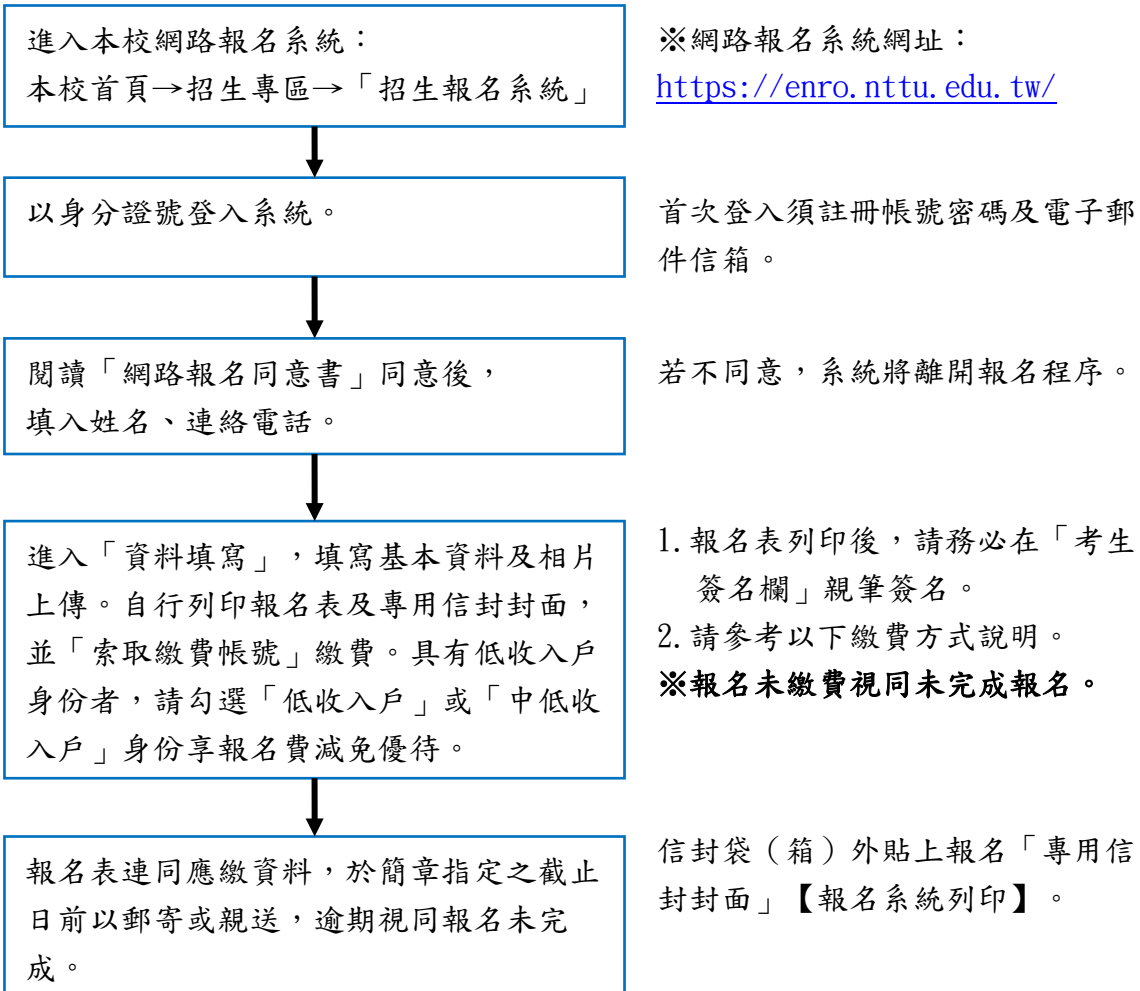 進入本校網路報名系統：
本校首頁→招生專區→「招生報名系統」
※網路報名系統網址：
https://enro.nttu.edu.tw/
以身分證號登入系統。
首次登入須註冊帳號密碼及電子郵
件信箱。
閱讀「網路報名同意書」同意後，
填入姓名、連絡電話。
若不同意，系統將離開報名程序。
進入「資料填寫」，填寫基本資料及相片
上傳。自行列印報名表及專用信封封面，
並「索取繳費帳號」繳費。具有低收入戶
身份者，請勾選「低收入戶」或「中低收
入戶」身份享報名費減免優待。
1.報名表列印後，請務必在「考生
簽名欄」親筆簽名。
2.請參考以下繳費方式說明。
※報名未繳費視同未完成報名。
報名表連同應繳資料，於簡章指定之截止
日前以郵寄或親送，逾期視同報名未完
成。
信封袋（箱）外貼上報名「專用信
封封面」【報名系統列印】。